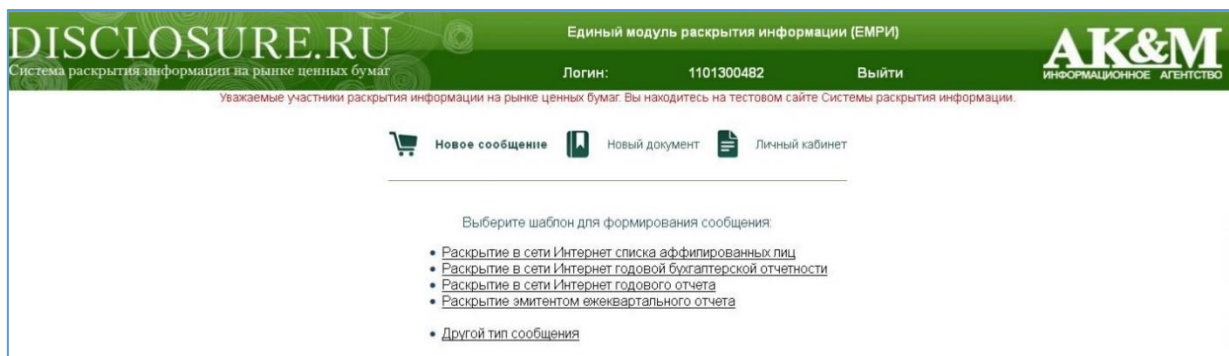 DISCLOSURE.RU
Система раскрытия информации на рынке ценных бумаг
Единый модуль раскрытия информации (ЕМРИ)
Логин: 1101300482 Выйти
AK&M
ИНФОРМАЦИОННОЕ АГЕНТСТВО
Уважаемые участники раскрытия информации на рынке ценных бумаг. Вы находитесь на тестовом сайте Системы раскрытия информации.
Новое сообщение Новый документ Личный кабинет
Выберите шаблон для формирования сообщения:
• Раскрытие в сети Интернет списка аффилированных лиц
• Раскрытие в сети Интернет годовой бухгалтерской отчетности
• Раскрытие в сети Интернет годового отчета
• Раскрытие эмитентом ежеквартального отчета
• Другой тип сообщения